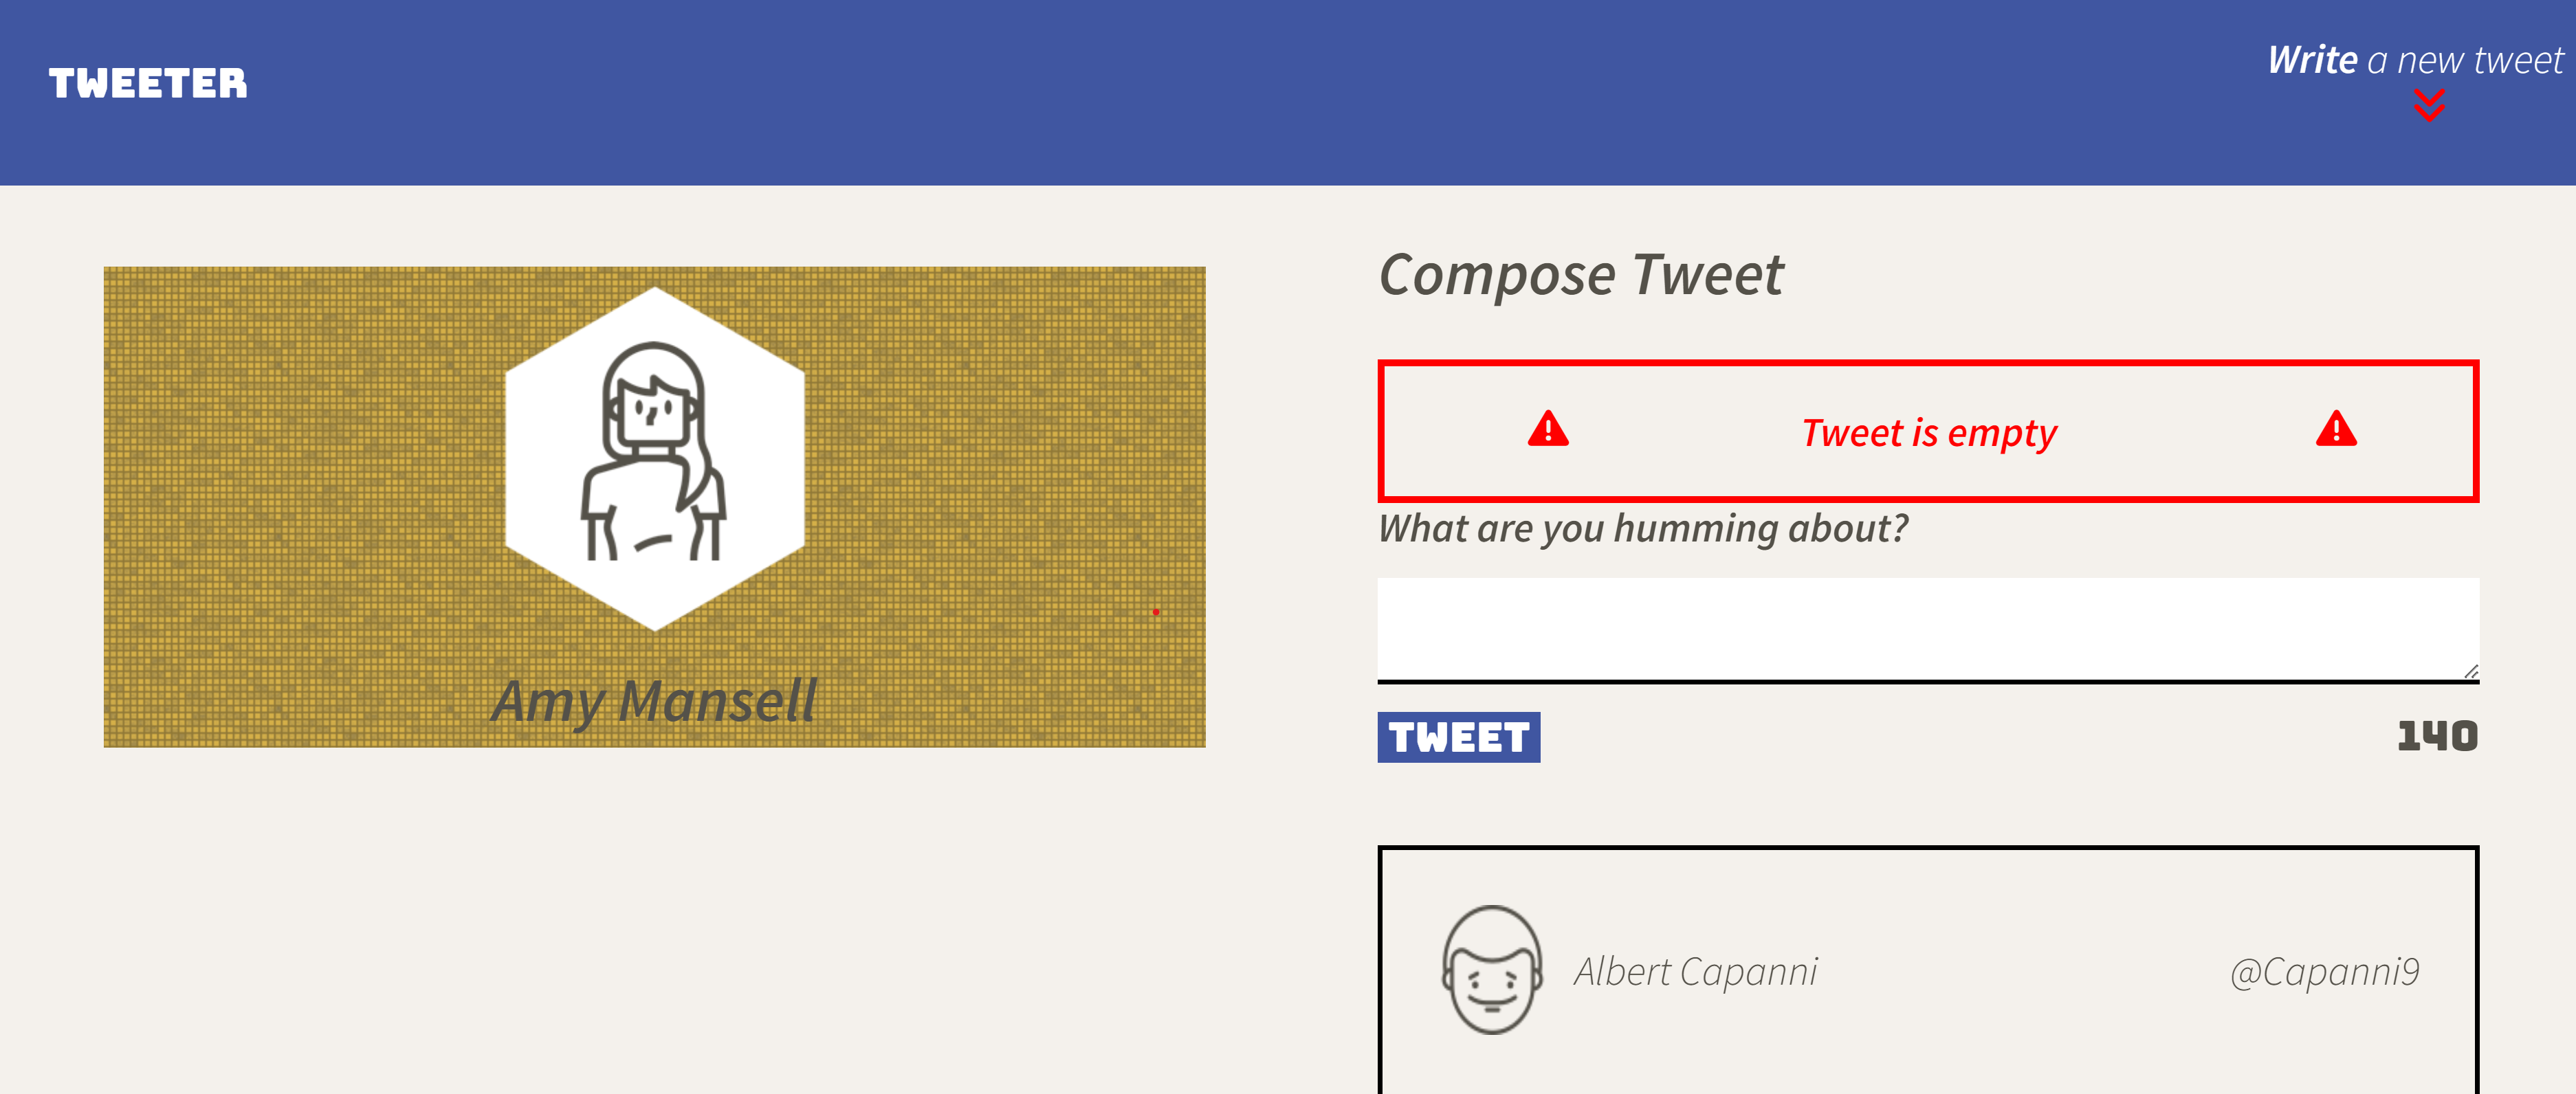 TWEETER
Write a new tweet
Amy Mansell
Compose Tweet
Tweet is empty
What are you humming about?
TWEET
140
Albert Capanni
@Capanni9